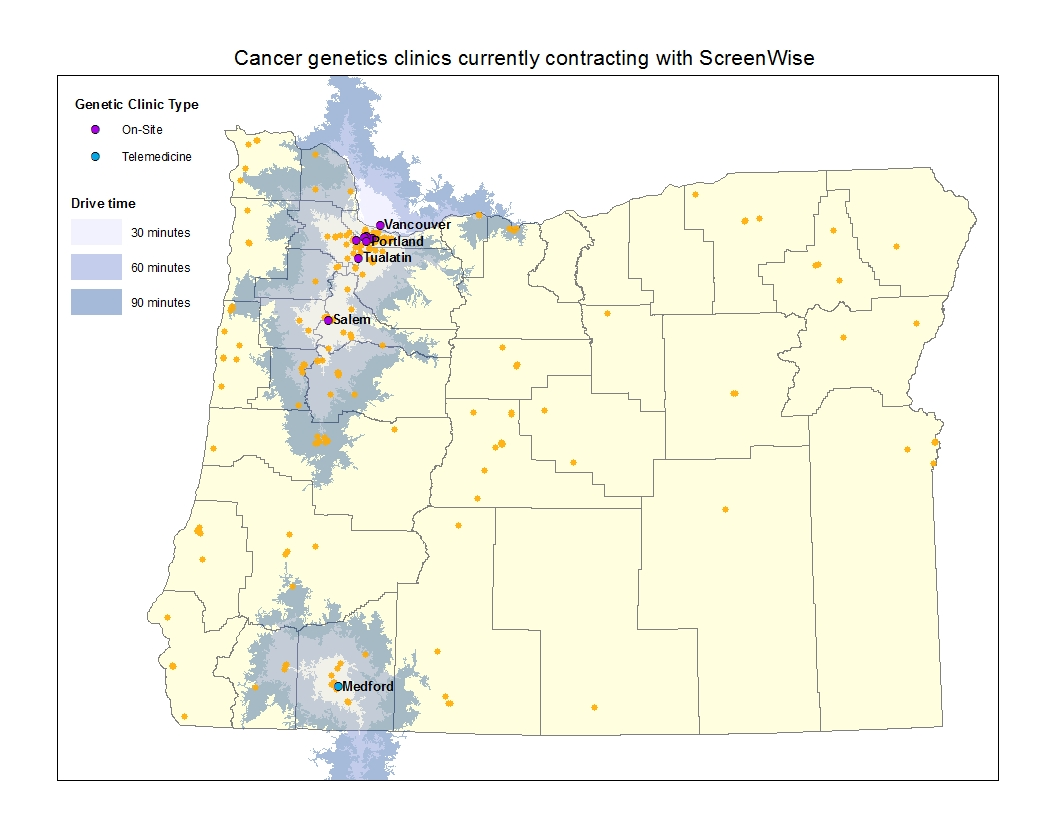 Cancer genetics clinics currently contracting with ScreenWise
Genetic Clinic Type
On-Site
Telemedicine
Drive time
30 minutes
60 minutes
90 minutes
Vancouver
Portland
Tualatin
Salem
Medford